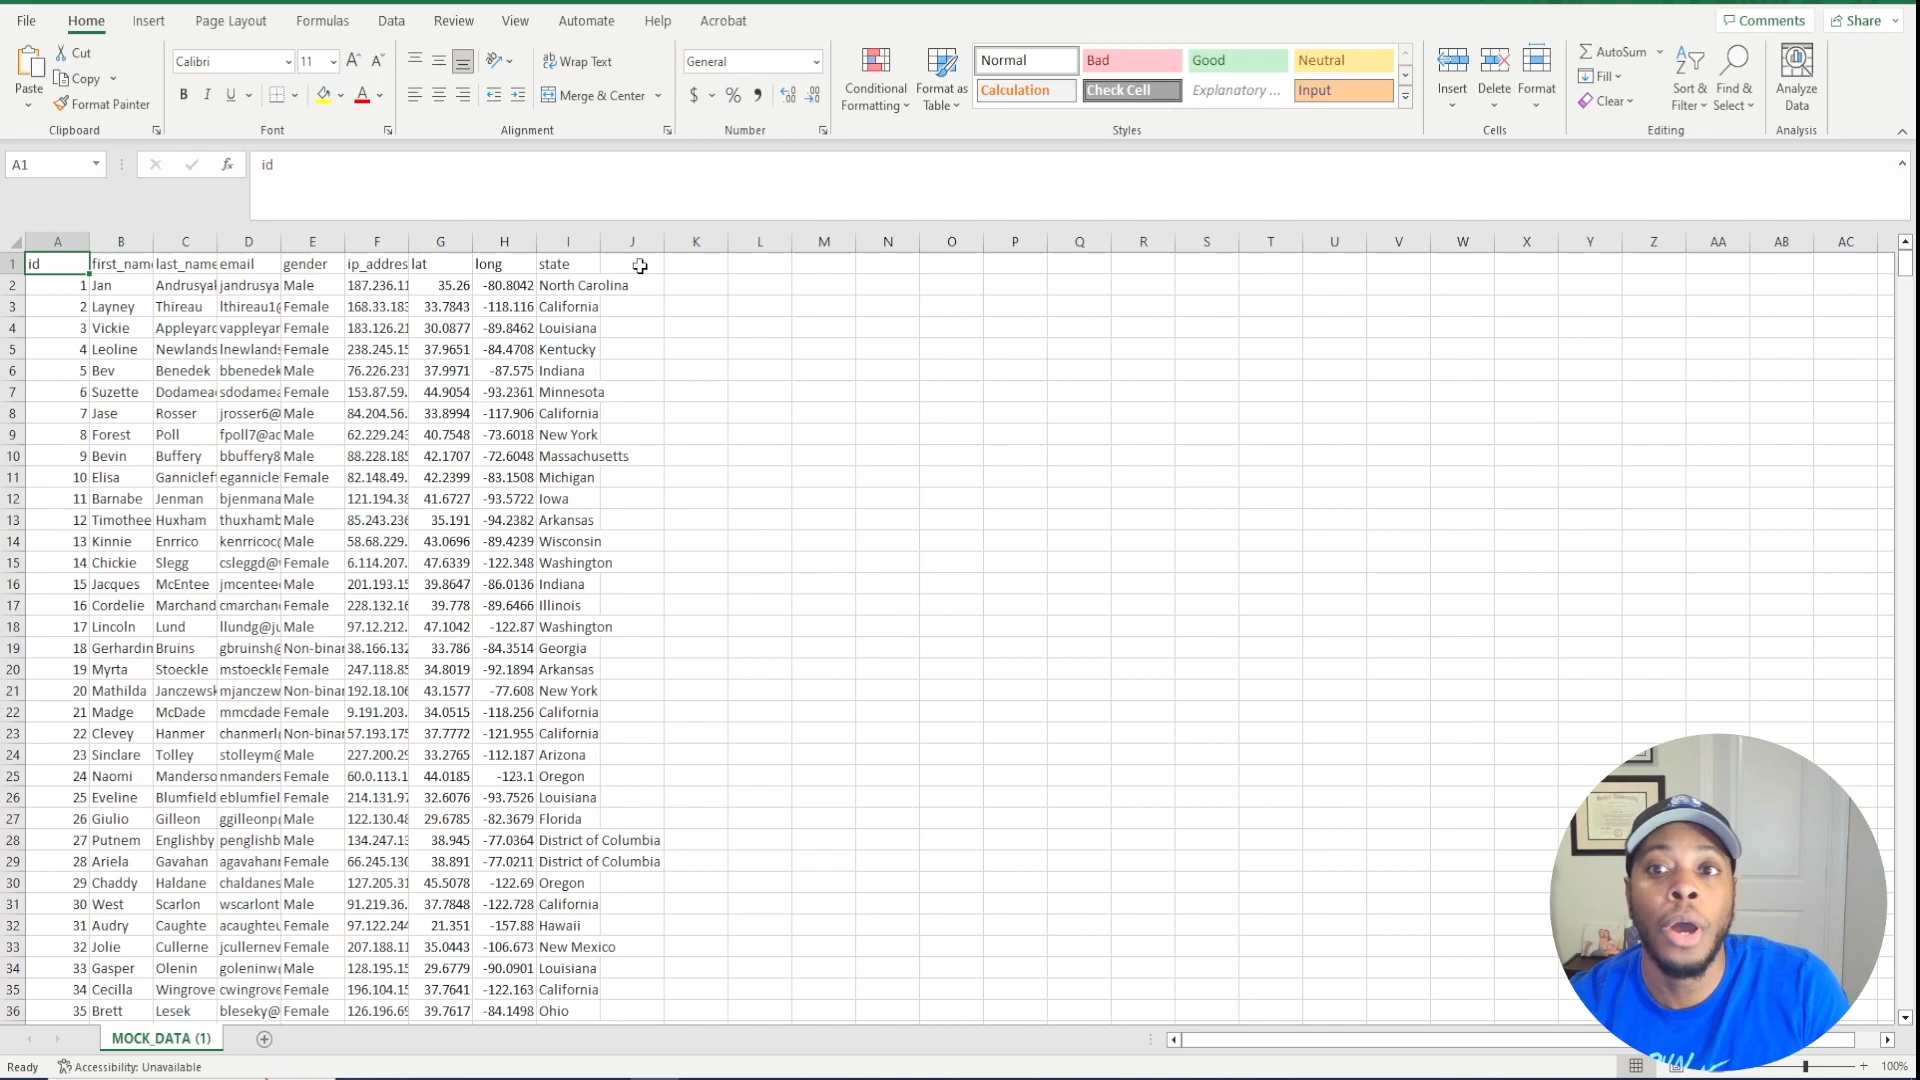 File Home Insert Page Layout Formulas Data Review View Automate Help Acrobat Comments Share
Cut Calibri 11 Wrap Text General Normal Bad Good Neutral AutoSum
Paste Copy Conditional Formatting Format as Table Insert Delete Format Fill Sort & Filter Find & Select Analyze Data
Format Painter B I U Merge & Center $ % Calculation Check Cell Explanatory ... Input Clear
Clipboard Font Alignment Number Styles Cells Editing Analysis
A1 fx id
A B C D E F G H I J K L M N O P Q R S T U V W X Y Z AA AB AC
1 id first_name last_name email gender ip_addres lat long state
2 1 Jan Andrusyal jandrusya Male 187.236.11 35.26 -80.8042 North Carolina
3 2 Layney Thireau lthireau1@ Female 168.33.183 33.7843 -118.116 California
4 3 Vickie Appleyard vappleyar Female 183.126.21 30.0877 -89.8462 Louisiana
5 4 Leoline Newlands lnewlands Female 238.245.15 37.9651 -84.4708 Kentucky
6 5 Bev Benedek bbenedek Male 76.226.231 37.9971 -87.575 Indiana
7 6 Suzette Dodamea sdodamea Female 153.87.59. 44.9054 -93.2361 Minnesota
8 7 Jase Rosser jrosser6@ Male 84.204.56. 33.8994 -117.906 California
9 8 Forest Poll fpoll7@ac Male 62.229.243 40.7548 -73.6018 New York
10 9 Bevin Buffery bbuffery8 Male 88.228.185 42.1707 -72.6048 Massachusetts
11 10 Elisa Gannicleff egannicle Female 82.148.49. 42.2399 -83.1508 Michigan
12 11 Barnabe Jenman bjenmana Male 121.194.38 41.6727 -93.5722 Iowa
13 12 Timothee Huxham thuxhamb Male 85.243.236 35.191 -94.2382 Arkansas
14 13 Kinnie Enrrico kenrricoc@ Male 58.68.229. 43.0696 -89.4239 Wisconsin
15 14 Chickie Slegg csleggd@ Female 6.114.207. 47.6339 -122.348 Washington
16 15 Jacques McEntee jmcentee Male 201.193.15 39.8647 -86.0136 Indiana
17 16 Cordelie Marchand cmarchan Female 228.132.16 39.778 -89.6466 Illinois
18 17 Lincoln Lund llundg@ju Male 97.12.212. 47.1042 -122.87 Washington
19 18 Gerhardin Bruins gbruinsh@ Non-binar 38.166.132 33.786 -84.3514 Georgia
20 19 Myrta Stoeckle mstoeckle Female 247.118.85 34.8019 -92.1894 Arkansas
21 20 Mathilda Janczewsk mjanczew Non-binar 192.18.106 43.1577 -77.608 New York
22 21 Madge McDade mmcdade Female 9.191.203. 34.0515 -118.256 California
23 22 Clevey Hanmer chanmerl@ Non-binar 57.193.175 37.7772 -121.955 California
24 23 Sinclare Tolley stolleym@ Male 227.200.29 33.2765 -112.187 Arizona
25 24 Naomi Manderso nmanders Female 60.0.113.1 44.0185 -123.1 Oregon
26 25 Eveline Blumfield eblumfiel Female 214.131.97 32.6076 -93.7526 Louisiana
27 26 Giulio Gilleon ggilleonp@ Male 122.130.48 29.6785 -82.3679 Florida
28 27 Putnem Englishby penglishb Male 134.247.13 38.945 -77.0364 District of Columbia
29 28 Ariela Gavahan agavahanr Female 66.245.130 38.891 -77.0211 District of Columbia
30 29 Chaddy Haldane chaldanes Male 127.205.31 45.5078 -122.69 Oregon
31 30 West Scarlon wscarlont Male 91.219.36. 37.7848 -122.728 California
32 31 Audry Caughte acaughteu Female 97.122.244 21.351 -157.88 Hawaii
33 32 Jolie Cullerne jcullernev Female 207.188.11 35.0443 -106.673 New Mexico
34 33 Gasper Olenin goleninw@ Male 128.195.15 29.6779 -90.0901 Louisiana
35 34 Cecilla Wingrove cwingrove Female 196.104.15 37.7641 -122.163 California
36 35 Brett Lesek bleseky@ Female 126.196.69 39.7617 -84.1498 Ohio
MOCK_DATA (1)
Ready Accessibility: Unavailable 100%